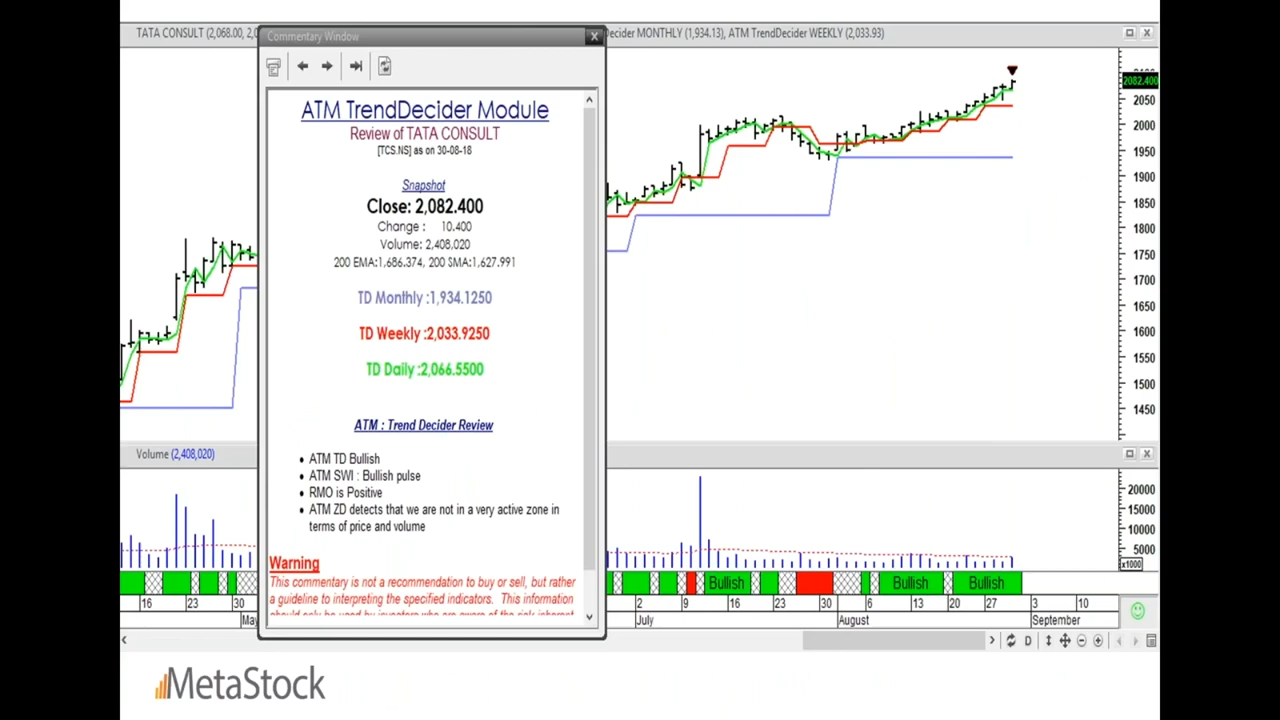 TATA CONSULT (2,068.00, 2,0
Commentary Window
Decider MONTHLY (1,934.13), ATM TrendDecider WEEKLY (2,033.93)
ATM TrendDecider Module
Review of TATA CONSULT
[TCS.NS] as on 30-08-18
Snapshot
Close: 2,082.400
Change : 10.400
Volume: 2,408,020
200 EMA:1,686.374, 200 SMA:1,627.991
TD Monthly :1,934.1250
TD Weekly :2,033.9250
TD Daily :2,066.5500
ATM : Trend Decider Review
ATM TD Bullish
ATM SWI : Bullish pulse
RMO is Positive
ATM ZD detects that we are not in a very active zone in
terms of price and volume
Warning
This commentary is not a recommendation to buy or sell, but rather
a guideline to interpreting the specified indicators. This information
2082.400
2050
2000
1950
1900
1850
1800
1750
1700
1650
1600
1550
1500
1450
Volume (2,408,020)
20000
15000
10000
5000
x1000
Bullish Bullish Bullish
16 23 30 2 9 16 23 30 6 13 20 27 3 10
May July August September
D
MetaStock